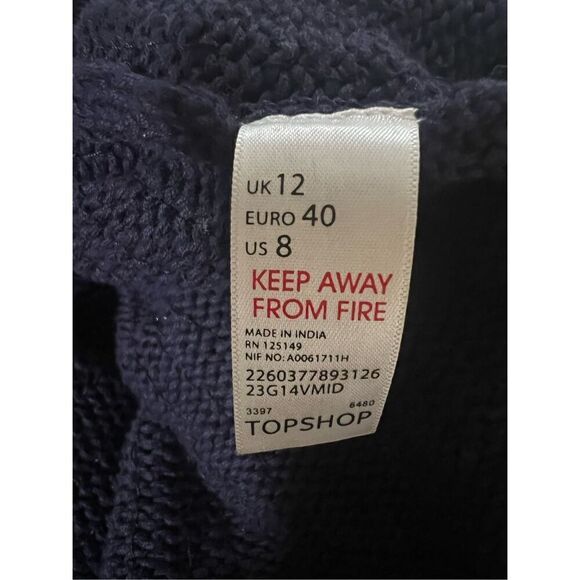 UK 12
EURO 40
US 8
KEEP AWAY
FROM FIRE
MADE IN INDIA
RN 125149
NIF NO: A0061711H
2260377893126
23G14VMID
3397 6480
TOPSHOP